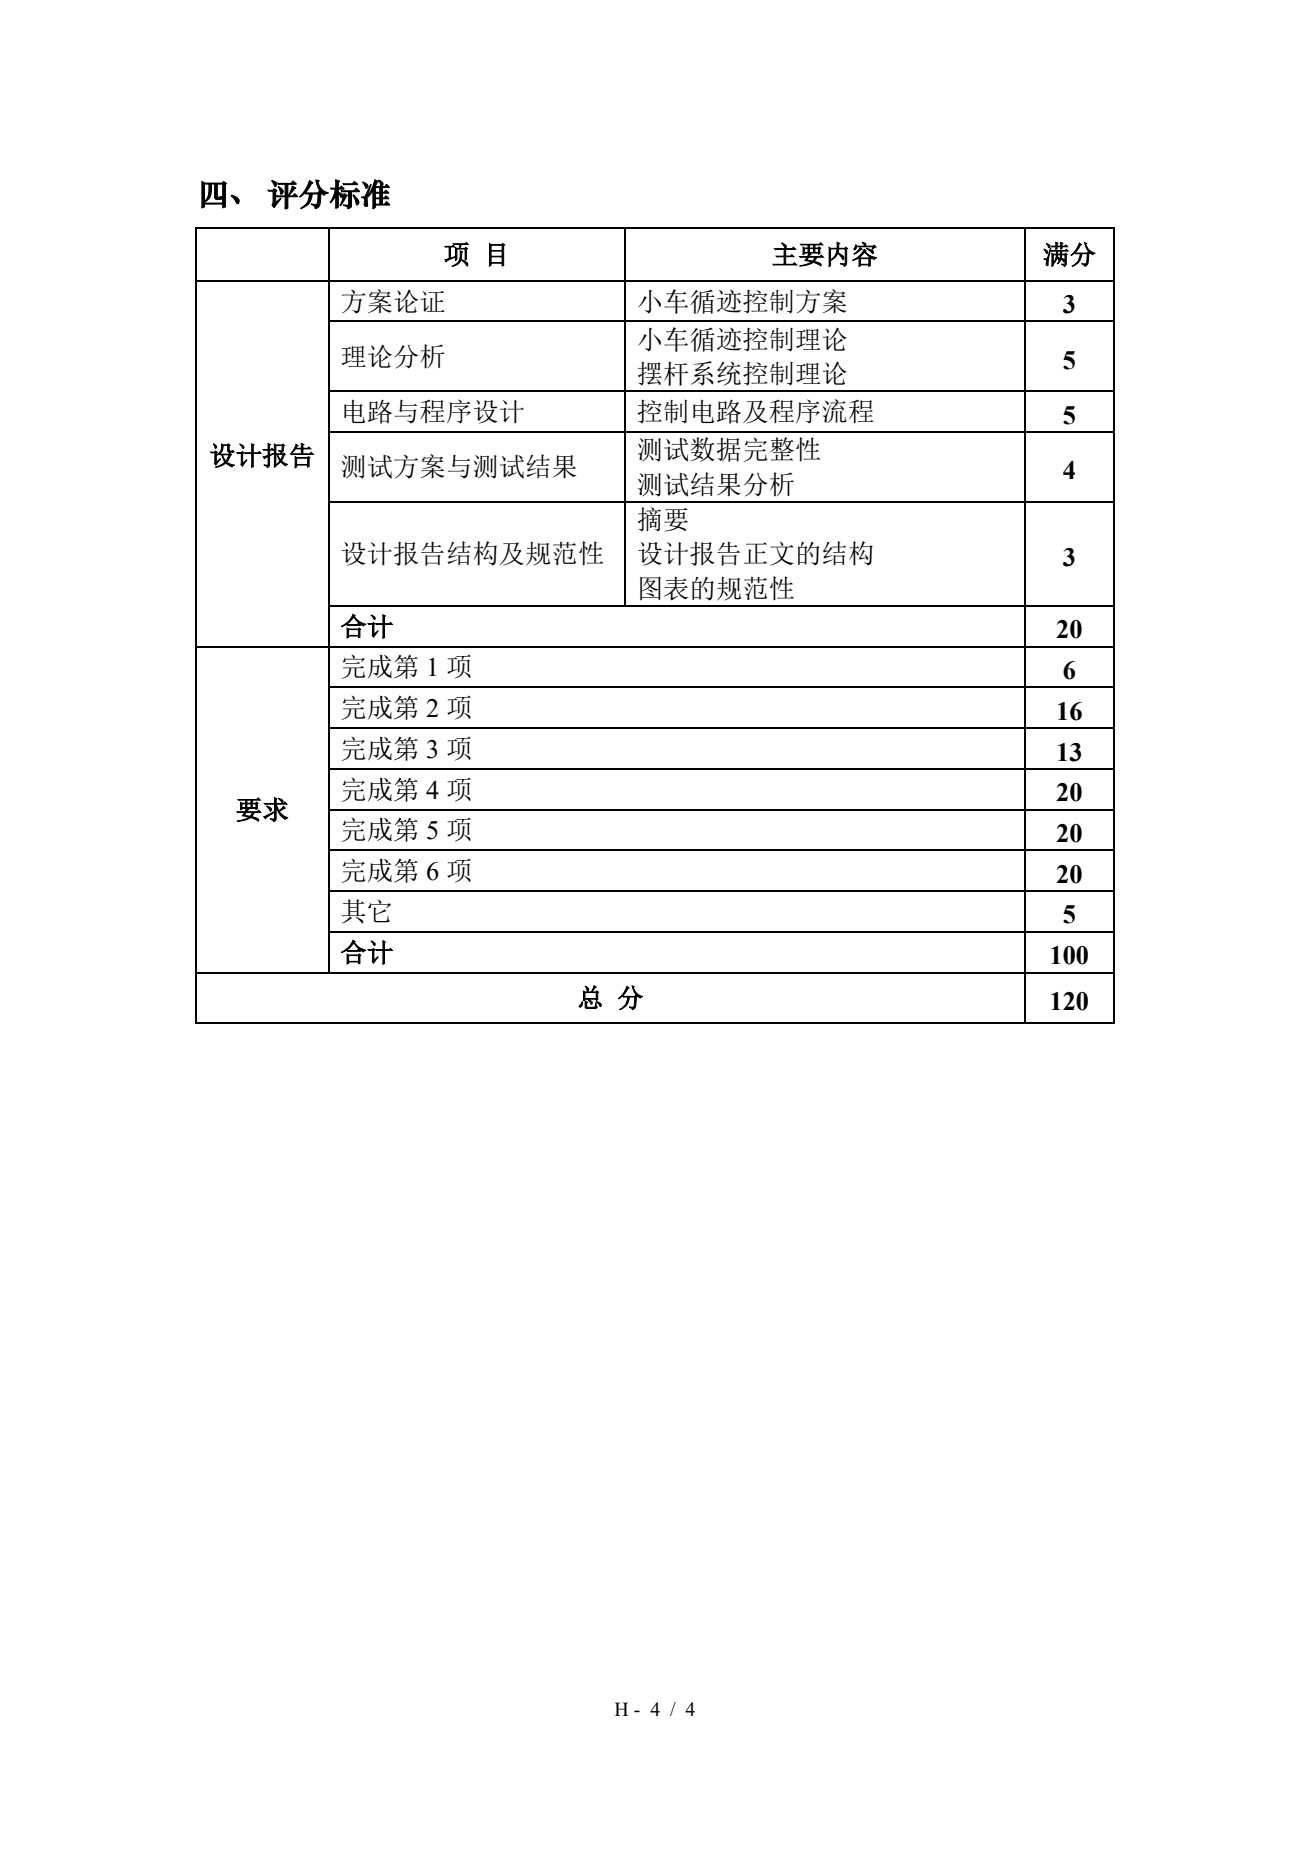 四、 评分标准
项 目 主要内容 满分
设计报告
方案论证 小车循迹控制方案 3
理论分析 小车循迹控制理论 5
摆杆系统控制理论
电路与程序设计 控制电路及程序流程 5
测试方案与测试结果 测试数据完整性 4
测试结果分析
设计报告结构及规范性 摘要 3
设计报告正文的结构
图表的规范性
合计 20
要求
完成第 1 项 6
完成第 2 项 16
完成第 3 项 13
完成第 4 项 20
完成第 5 项 20
完成第 6 项 20
其它 5
合计 100
总 分 120
H - 4 / 4